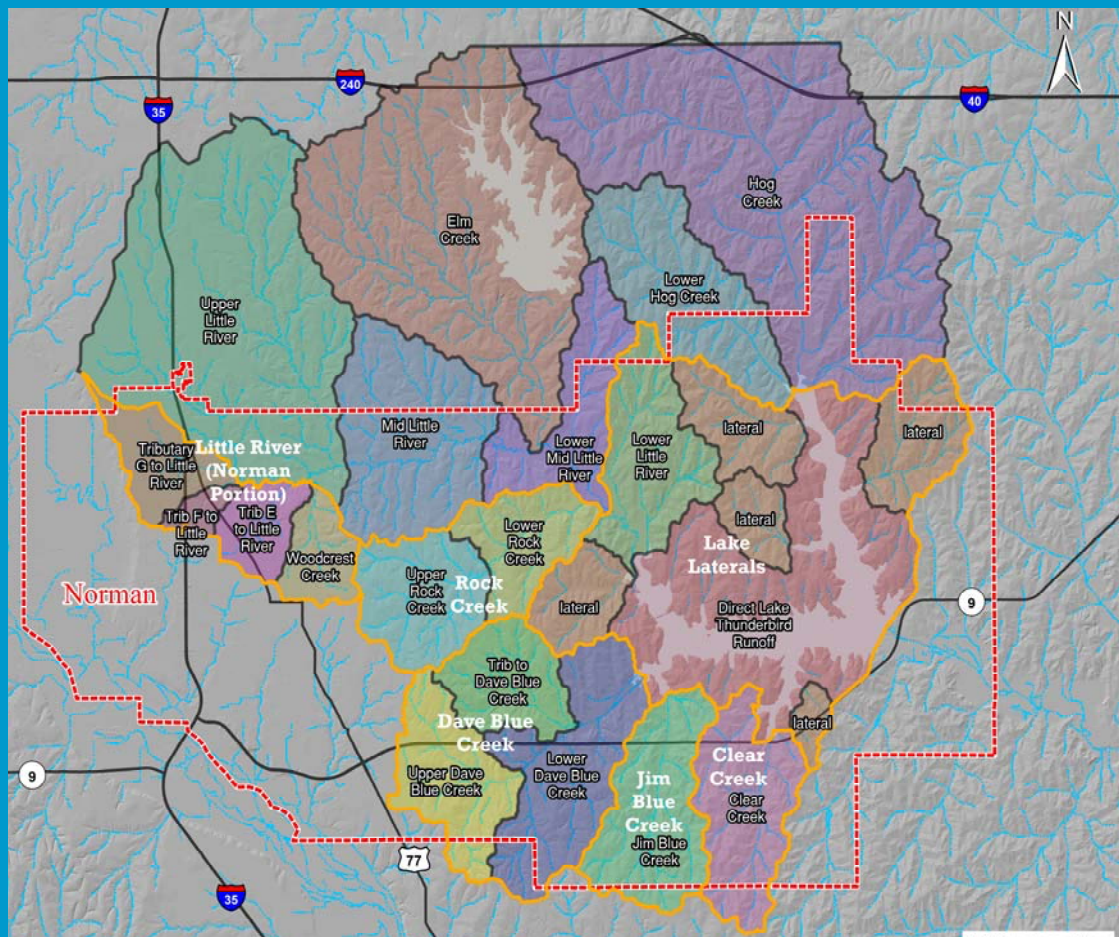 N
240
35
40
Hog
Creek
Elm
Creek
Lower
Hog Creek
Upper
Little
River
Mid Little
River
Lower
Mid Little
River
Lower
Little
River
lateral
lateral
Tributary
G to Little
River
Little River
(Norman
Portion)
Trib F to
Little
River
Trib E
to Little
River
Woodcrest
Creek
Lower
Rock
Creek
lateral
Lake
Laterals
Norman
Upper
Rock
Creek
Rock
Creek
lateral
Direct Lake
Thunderbird
Runoff
9
Trib to
Dave Blue
Creek
Dave Blue
Creek
lateral
9
Upper Dave
Blue Creek
Lower
Dave Blue
Creek
Jim
Blue
Creek
Jim Blue
Creek
Clear
Creek
Clear
Creek
77
35